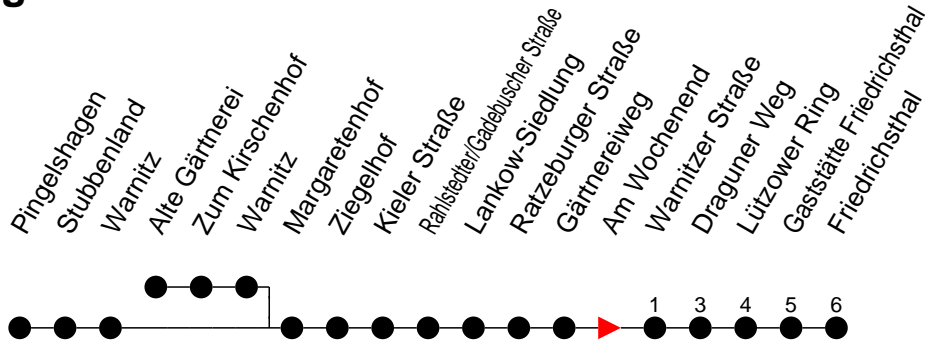 Pingelshagen
Stubbenland
Warnitz
Alte Gärtnerei
Zum Kirschenhof
Warnitz
Margaretenhof
Ziegelhof
Kieler Straße
Rahlstedter/Gadebuscher Straße
Lankow-Siedlung
Ratzeburger Straße
Gärtnereiweg
Am Wochenend
Warnitzer Straße
Draguner Weg
Lützower Ring
Gaststätte Friedrichsthal
Friedrichsthal
1 3 4 5 6